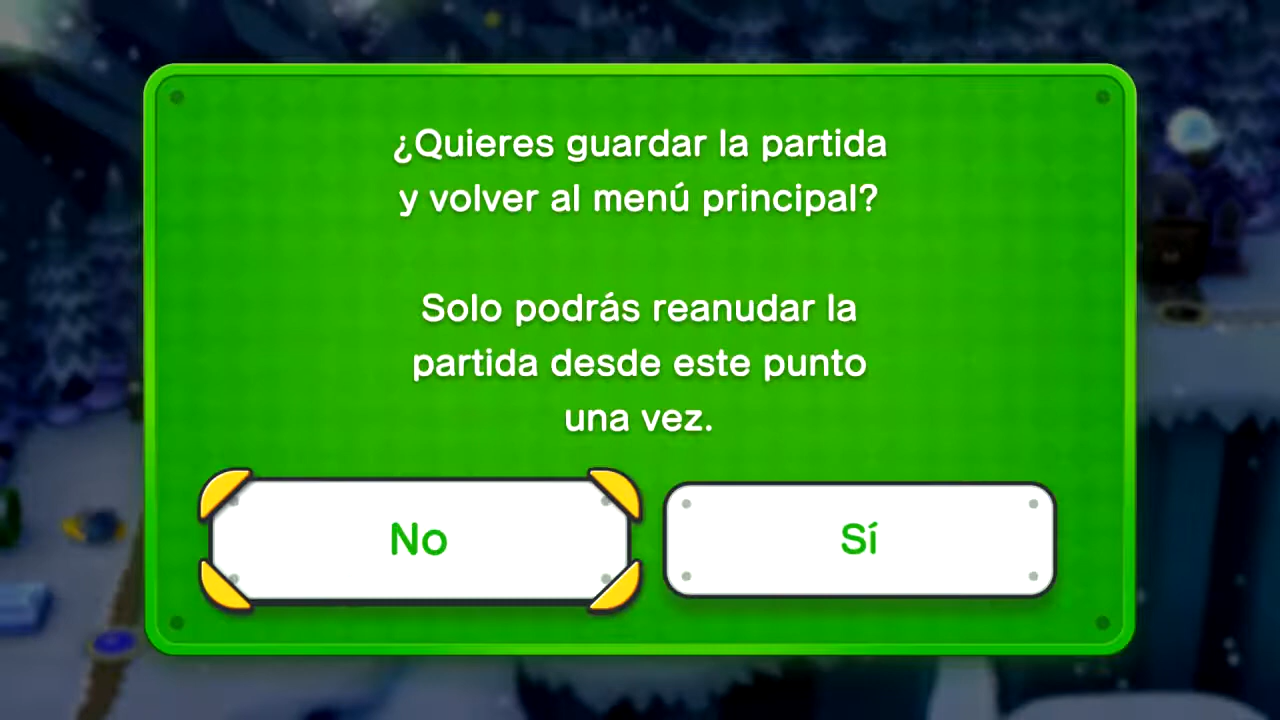 ¿Quieres guardar la partida
y volver al menú principal?
Solo podrás reanudar la
partida desde este punto
una vez.
No
Sí